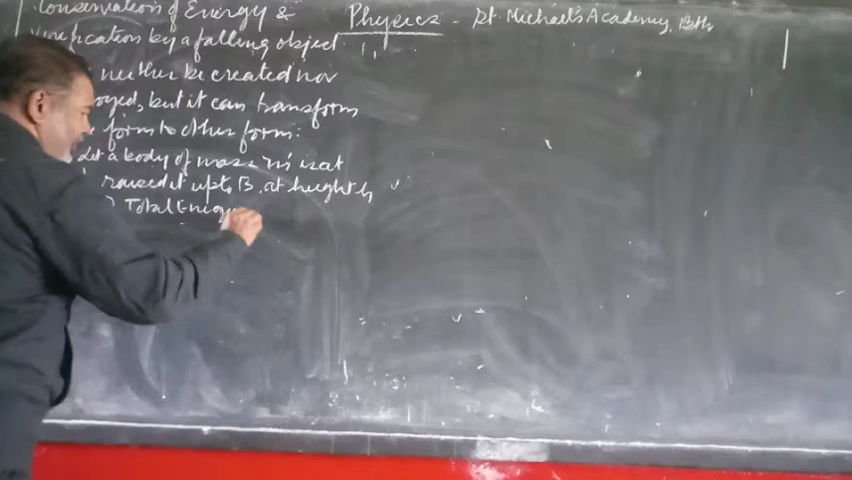 Conservation of Energy &
Physics - St. Michael's Academy, Bth
Verification by a falling object
neither be created nor
but it can transform
form to other form.
Let a body of mass 'm' is at
raised it upto B, at height h
Total Energy